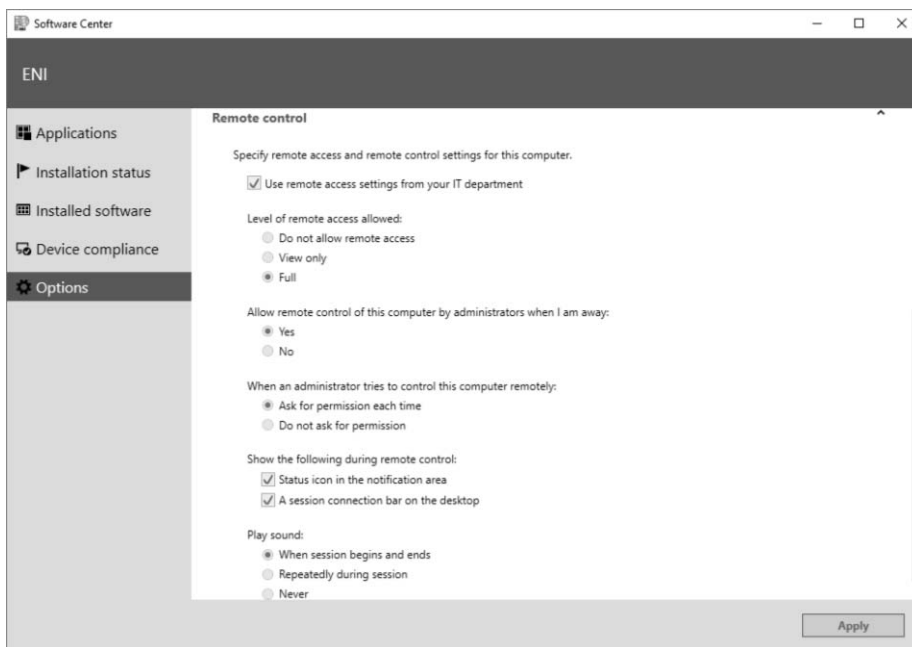 Software Center
ENI
Applications
Installation status
Installed software
Device compliance
Options
Remote control
Specify remote access and remote control settings for this computer.
Use remote access settings from your IT department
Level of remote access allowed:
Do not allow remote access
View only
Full
Allow remote control of this computer by administrators when I am away:
Yes
No
When an administrator tries to control this computer remotely:
Ask for permission each time
Do not ask for permission
Show the following during remote control:
Status icon in the notification area
A session connection bar on the desktop
Play sound:
When session begins and ends
Repeatedly during session
Never
Apply